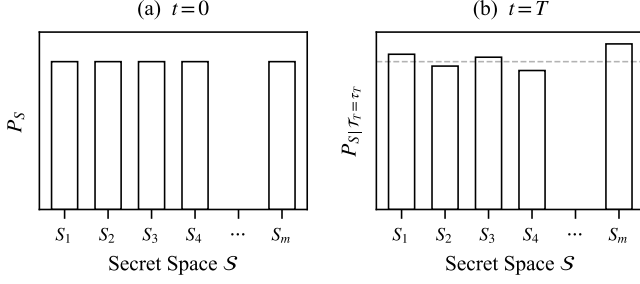 (a) t=0
P_S
S_1 S_2 S_3 S_4 ... S_m
Secret Space 𝒮
(b) t=T
P_{S|𝒯_T=τ_T}
S_1 S_2 S_3 S_4 ... S_m
Secret Space 𝒮